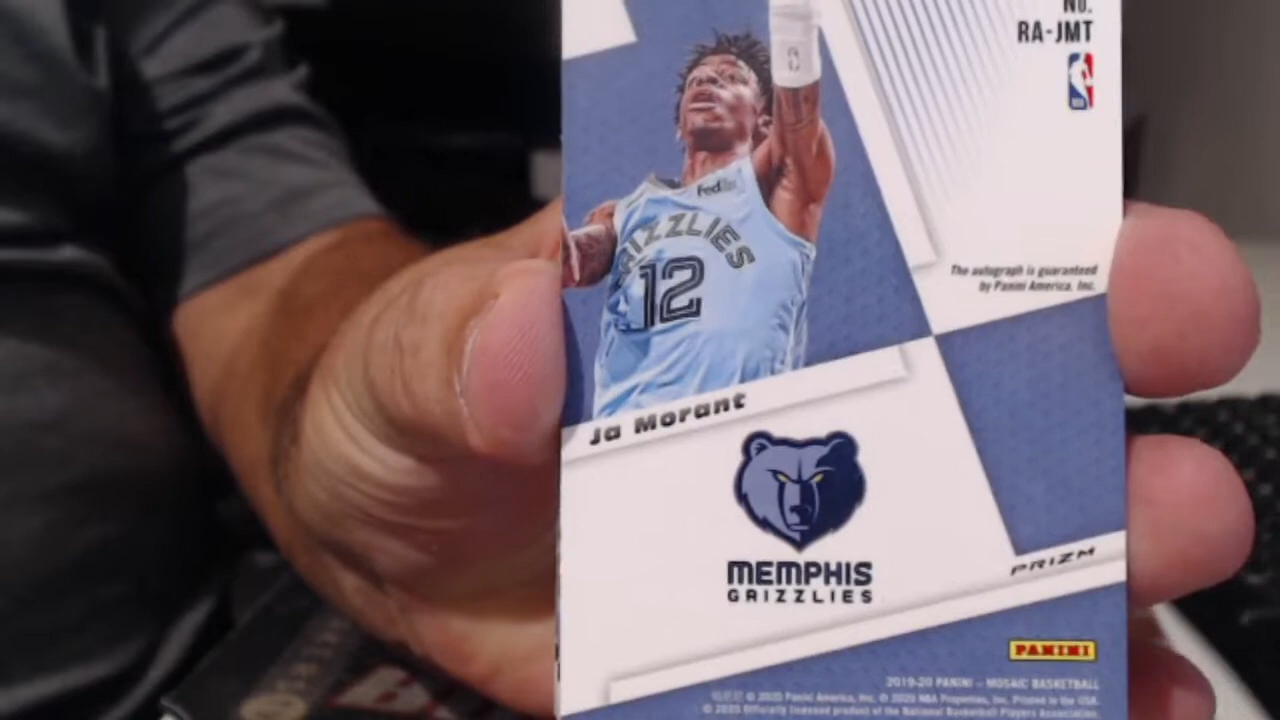 No.
RA-JMT
FedEx
GRIZZLIES
12
The autograph is guaranteed
by Panini America, Inc.
Ja Morant
MEMPHIS
GRIZZLIES
PRIZM
PANINI
2019-20 PANINI - MOSAIC BASKETBALL
© 2020 Panini America, Inc. © 2020 NBA Properties, Inc. Printed in the USA.
© 2020 Officially licensed product of the National Basketball Players Association.